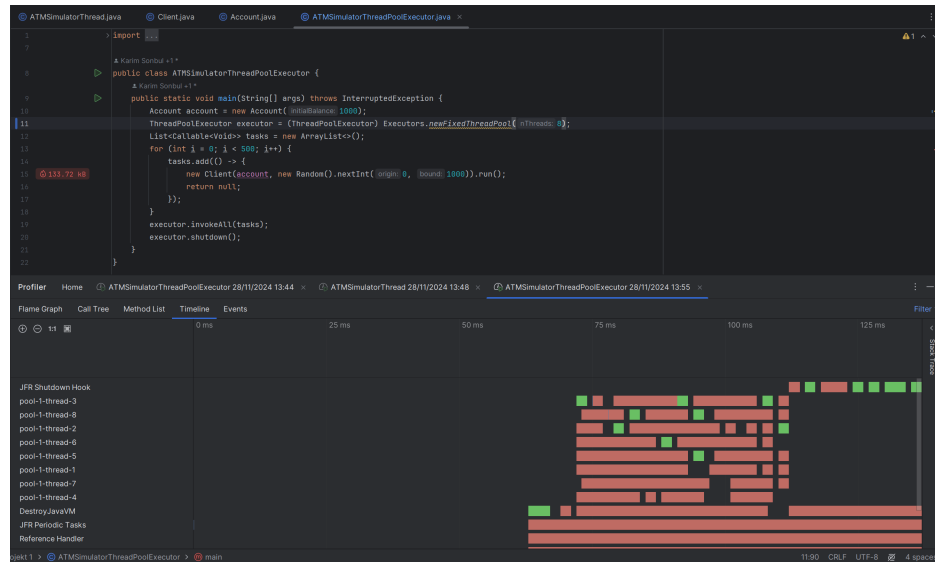 ATMSimulatorThread.java Client.java Account.java ATMSimulatorThreadPoolExecutor.java ×
1 > import ... 1
7
Karim Sonbul +1 *
8 public class ATMSimulatorThreadPoolExecutor {
Karim Sonbul +1 *
9 public static void main(String[] args) throws InterruptedException {
10 Account account = new Account( initialBalance: 1000);
11 ThreadPoolExecutor executor = (ThreadPoolExecutor) Executors.newFixedThreadPool( nThreads: 8);
12 List<Callable<Void>> tasks = new ArrayList<>();
13 for (int i = 0; i < 500; i++) {
14 tasks.add(() -> {
15 133.72 kB new Client(account, new Random().nextInt( origin: 0, bound: 1000)).run();
16 return null;
17 });
18 }
19 executor.invokeAll(tasks);
20 executor.shutdown();
21 }
22 }
Profiler Home ATMSimulatorThreadPoolExecutor 28/11/2024 13:44 × ATMSimulatorThread 28/11/2024 13:48 × ATMSimulatorThreadPoolExecutor 28/11/2024 13:55 ×
Flame Graph Call Tree Method List Timeline Events Filter
1:1 0 ms 25 ms 50 ms 75 ms 100 ms 125 ms
Stack Trace
JFR Shutdown Hook
pool-1-thread-3
pool-1-thread-8
pool-1-thread-2
pool-1-thread-6
pool-1-thread-5
pool-1-thread-1
pool-1-thread-7
pool-1-thread-4
DestroyJavaVM
JFR Periodic Tasks
Reference Handler
ojekt 1 > ATMSimulatorThreadPoolExecutor > main 11:90 CRLF UTF-8 4 spaces